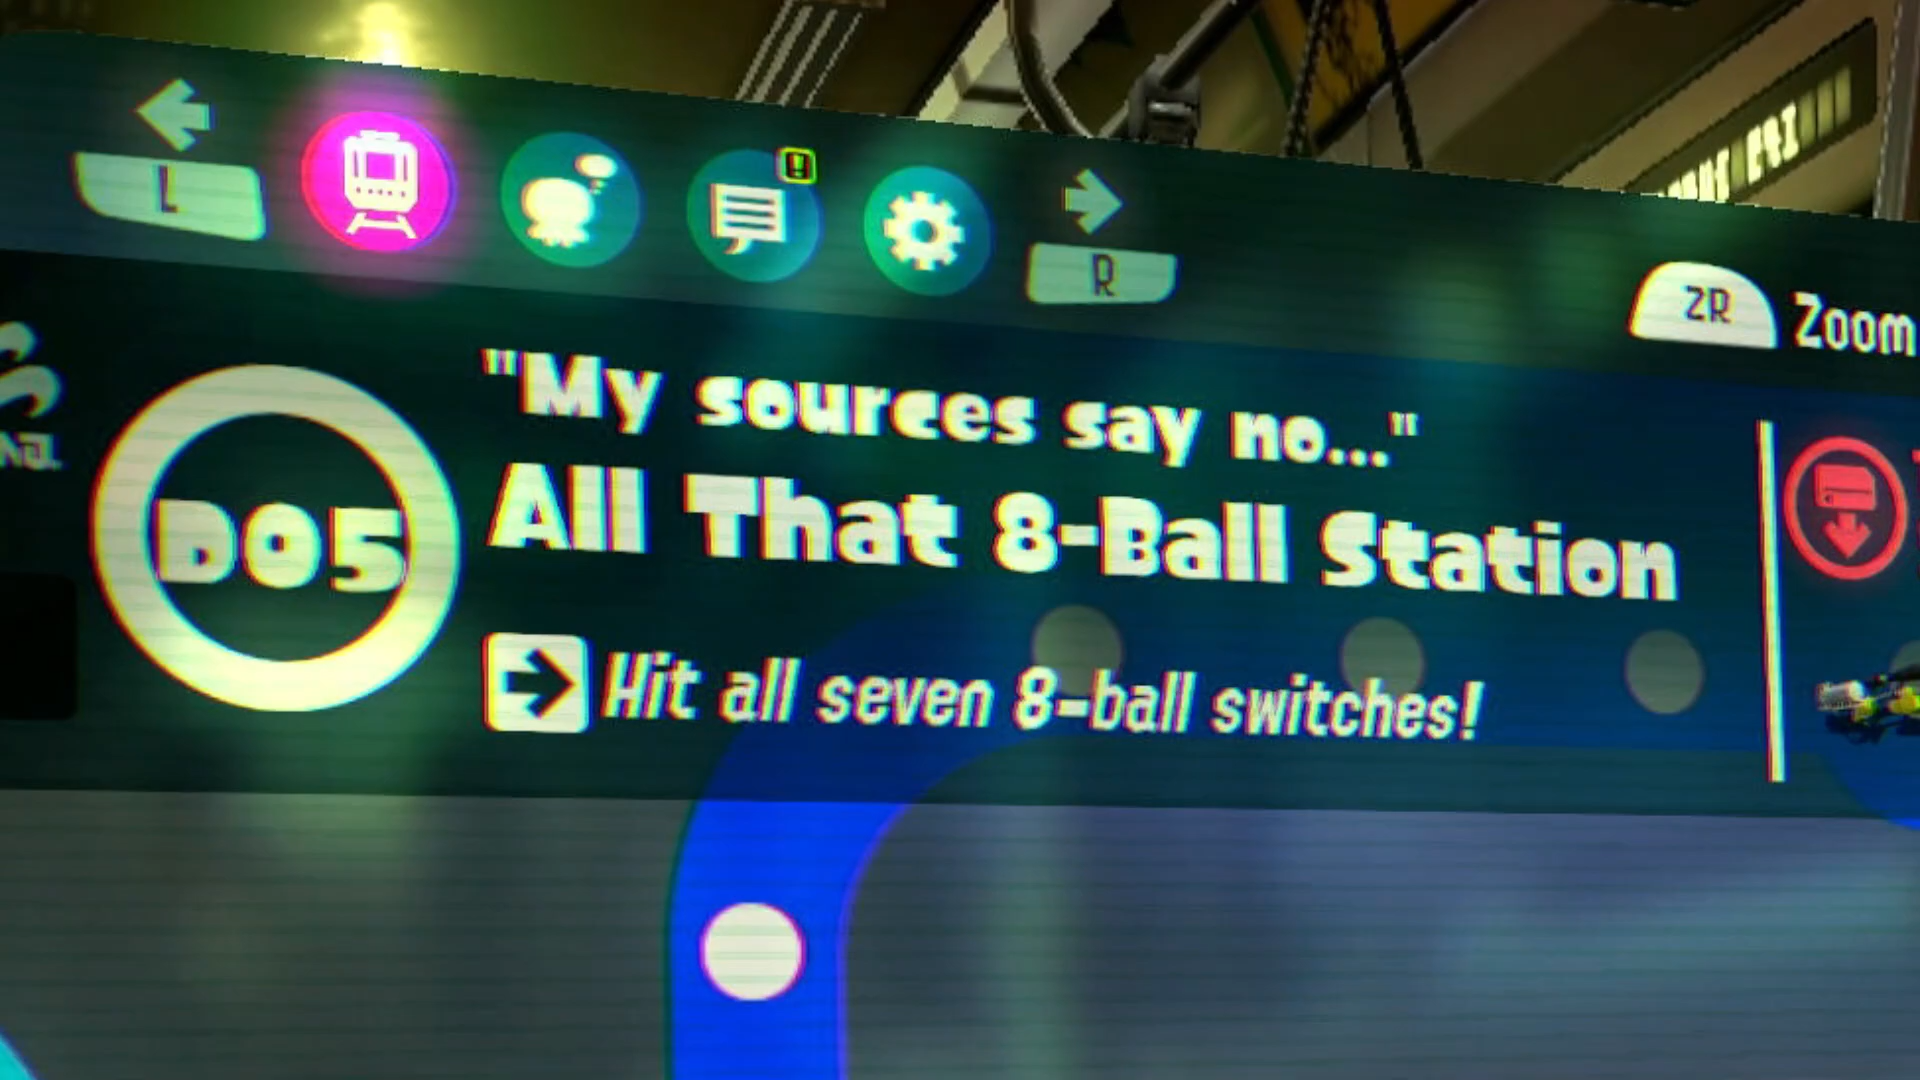 L
R
ZR Zoom
D05
"My sources say no..."
All That 8-Ball Station
Hit all seven 8-ball switches!